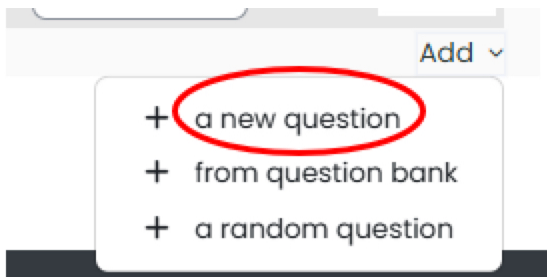 Add
+ a new question
+ from question bank
+ a random question